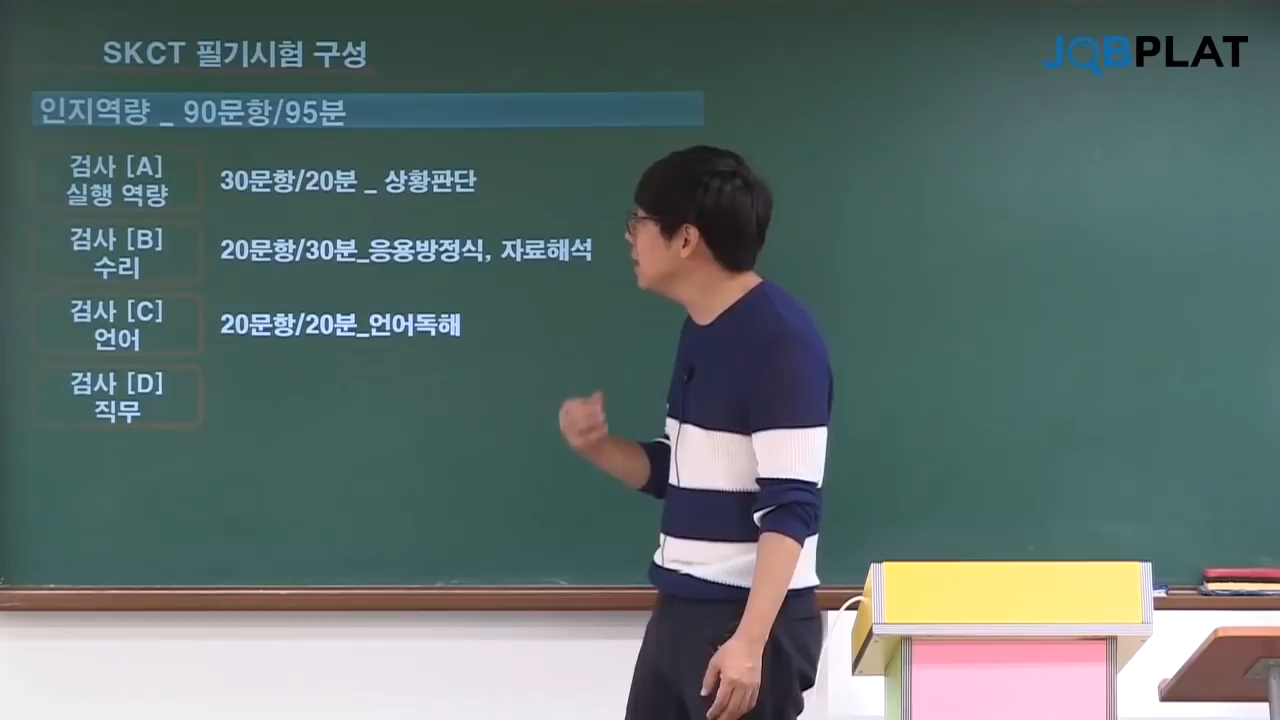 SKCT 필기시험 구성
JOBPLAT
인지역량 _ 90문항/95분
검사 [A]
실행 역량
30문항/20분 _ 상황판단
검사 [B]
수리
20문항/30분_응용방정식, 자료해석
검사 [C]
언어
20문항/20분_언어독해
검사 [D]
직무